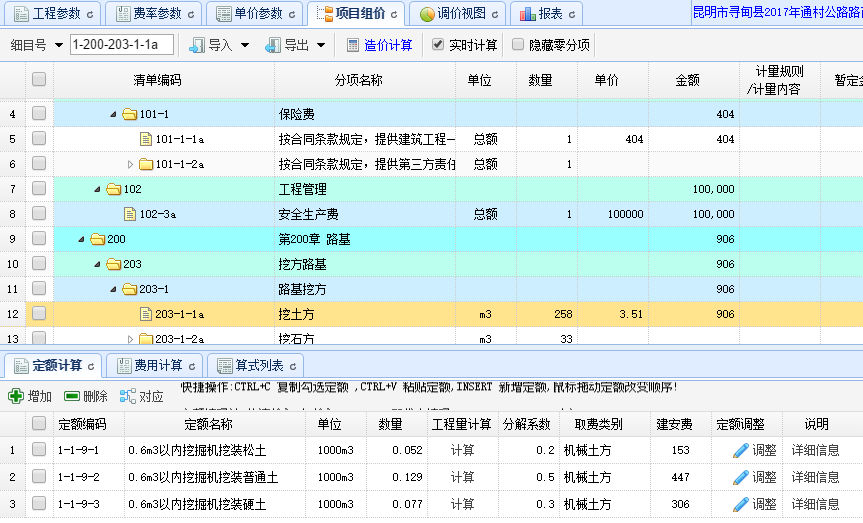 工程参数 费率参数 单价参数 项目组价 调价视图 报表 昆明市寻甸县2017年通村公路路
细目号 1-200-203-1-1a 导入 导出 造价计算 实时计算 隐藏零分项
清单编码 分项名称 单位 数量 单价 金额 计量规则/计量内容 暂定金
4 101-1 保险费 404
5 101-1-1a 按合同条款规定，提供建筑工程一 总额 1 404 404
6 101-1-2a 按合同条款规定，提供第三方责任 总额 1
7 102 工程管理 100,000
8 102-3a 安全生产费 总额 1 100000 100,000
9 200 第200章 路基 906
10 203 挖方路基 906
11 203-1 路基挖方 906
12 203-1-1a 挖土方 m3 258 3.51 906
13 203-1-2a 挖石方 m3 33
定额计算 费用计算 算式列表
增加 删除 对应 快捷操作:CTRL+C 复制勾选定额 ,CTRL+V 粘贴定额,INSERT 新增定额,鼠标拖动定额改变顺序!
定额编码 定额名称 单位 数量 工程量计算 分解系数 取费类别 建安费 定额调整 说明
1 1-1-9-1 0.6m3以内挖掘机挖装松土 1000m3 0.052 计算 0.2 机械土方 153 调整 详细信息
2 1-1-9-2 0.6m3以内挖掘机挖装普通土 1000m3 0.129 计算 0.5 机械土方 447 调整 详细信息
3 1-1-9-3 0.6m3以内挖掘机挖装硬土 1000m3 0.077 计算 0.3 机械土方 306 调整 详细信息